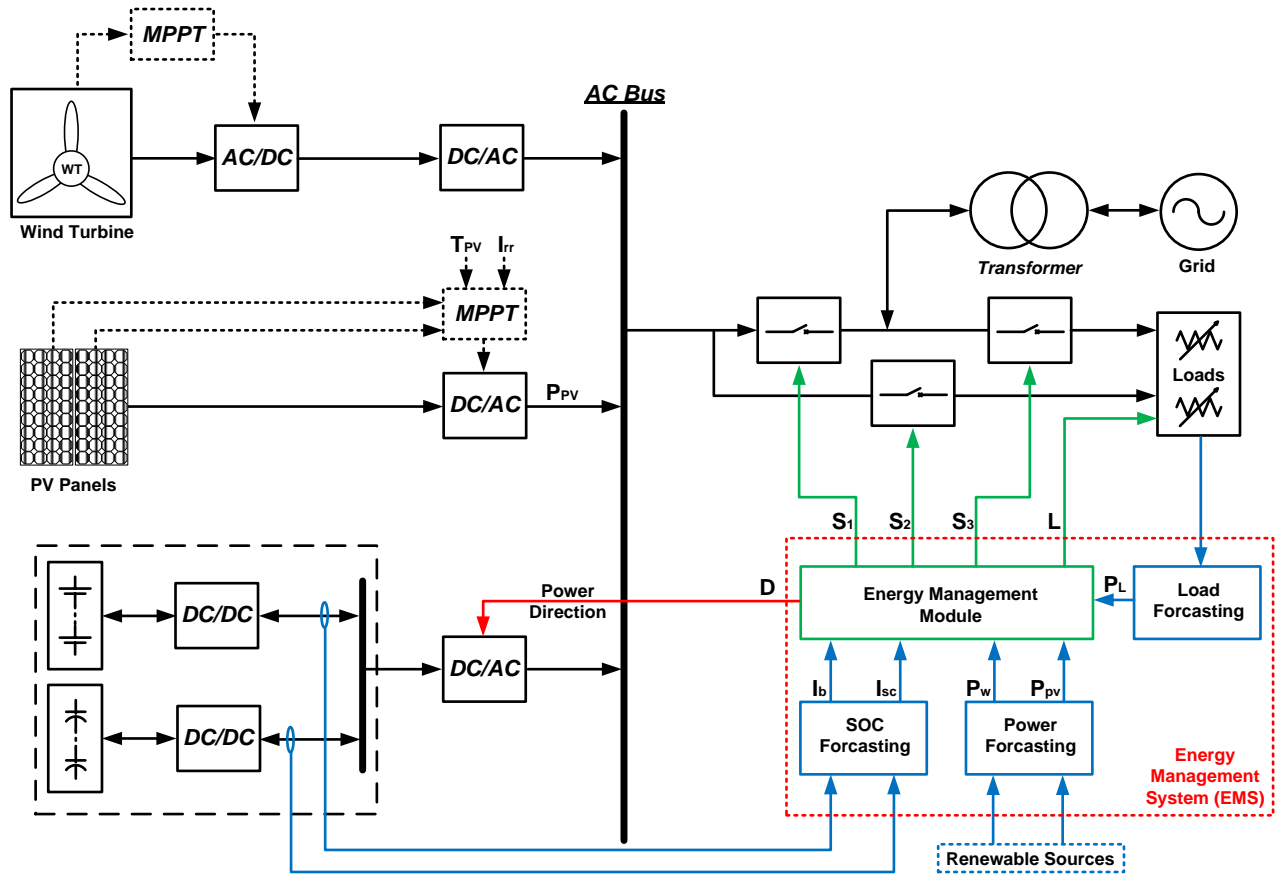 MPPT
AC Bus
WT
AC/DC
DC/AC
Wind Turbine
TPV
Irr
Transformer
Grid
MPPT
Loads
DC/AC
PPV
PV Panels
S1
S2
S3
L
Power
Direction
D
Energy Management
Module
PL
Load
Forcasting
DC/DC
DC/AC
Ib
Isc
Pw
Ppv
DC/DC
SOC
Forcasting
Power
Forcasting
Energy
Management
System (EMS)
Renewable Sources